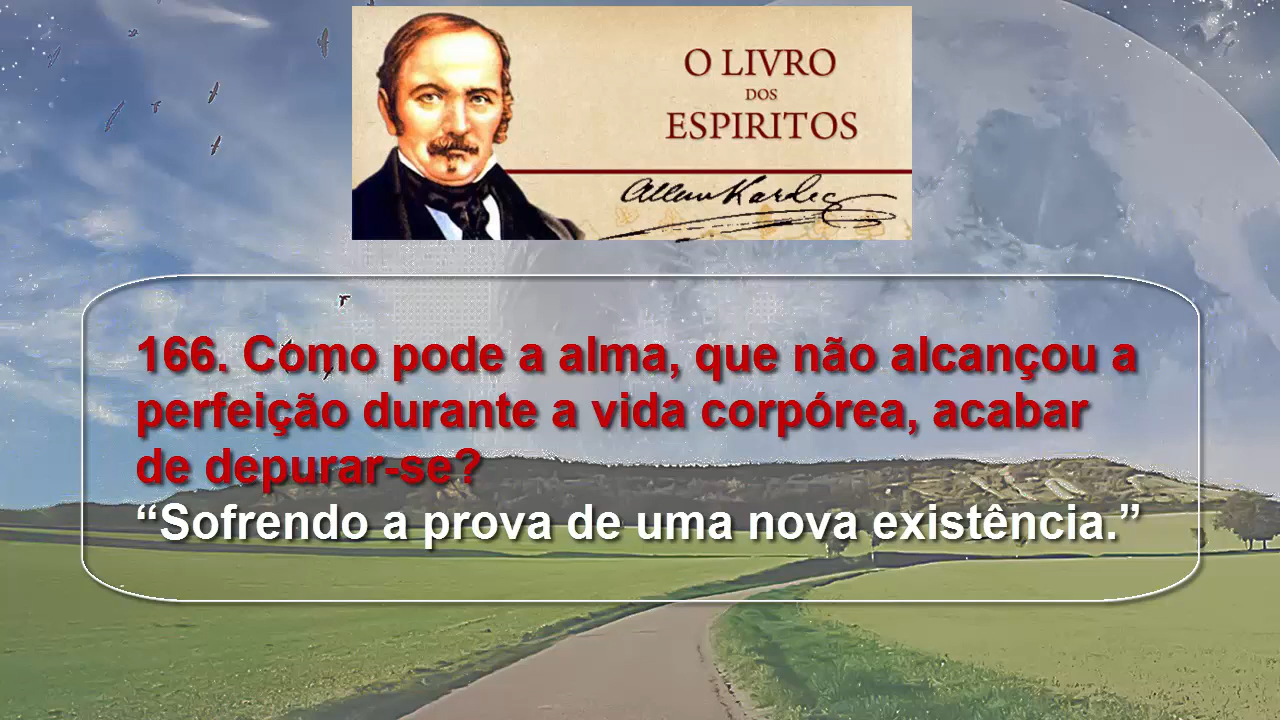 O LIVRO
DOS
ESPIRITOS
Allan Kardec
166. Como pode a alma, que não alcançou a
perfeição durante a vida corpórea, acabar
de depurar-se?
“Sofrendo a prova de uma nova existência.”